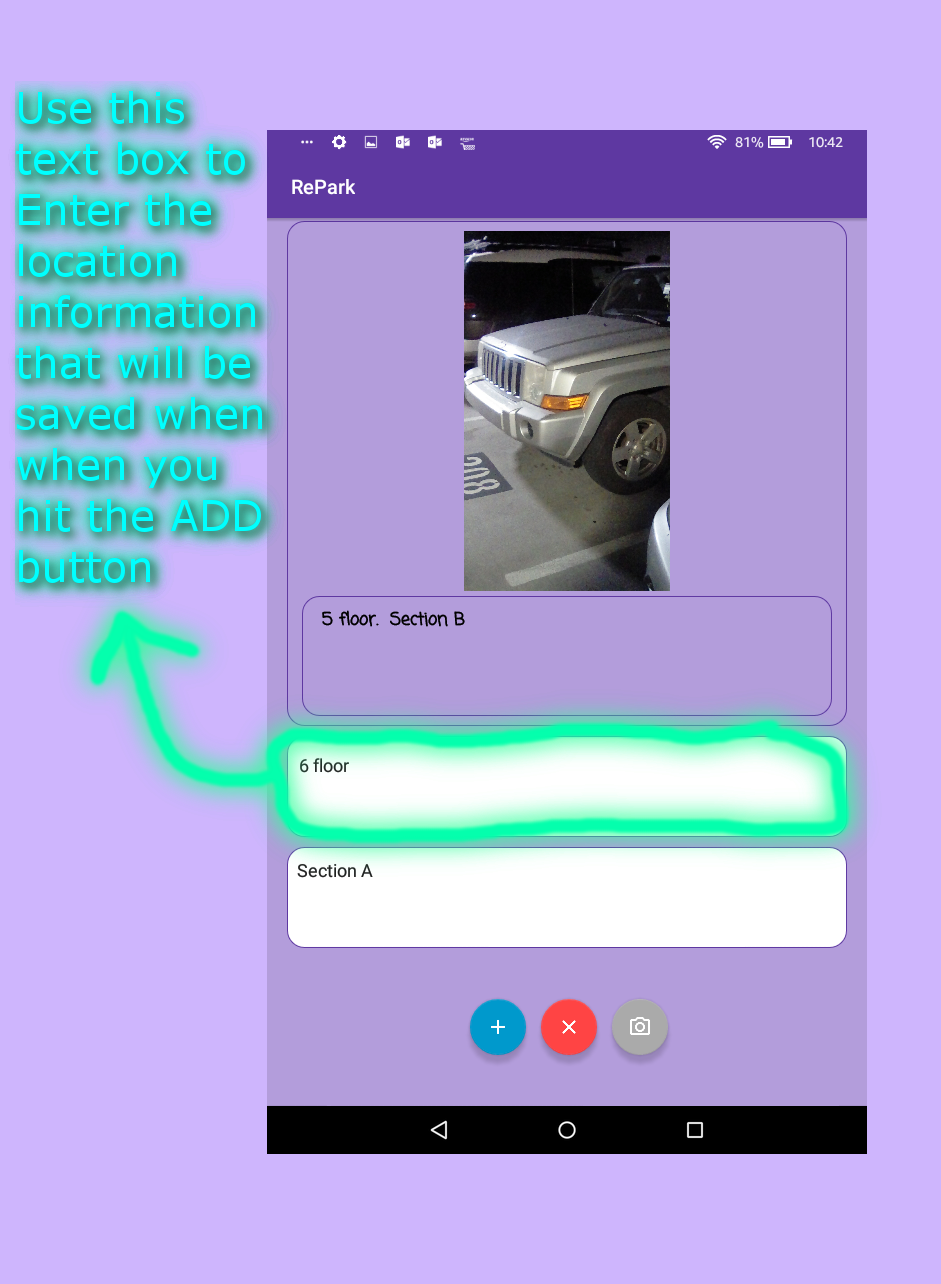 Use this
text box to
Enter the
location
information
that will be
saved when
when you
hit the ADD
button
81% 10:42
RePark
208
5 floor. Section B
6 floor
Section A